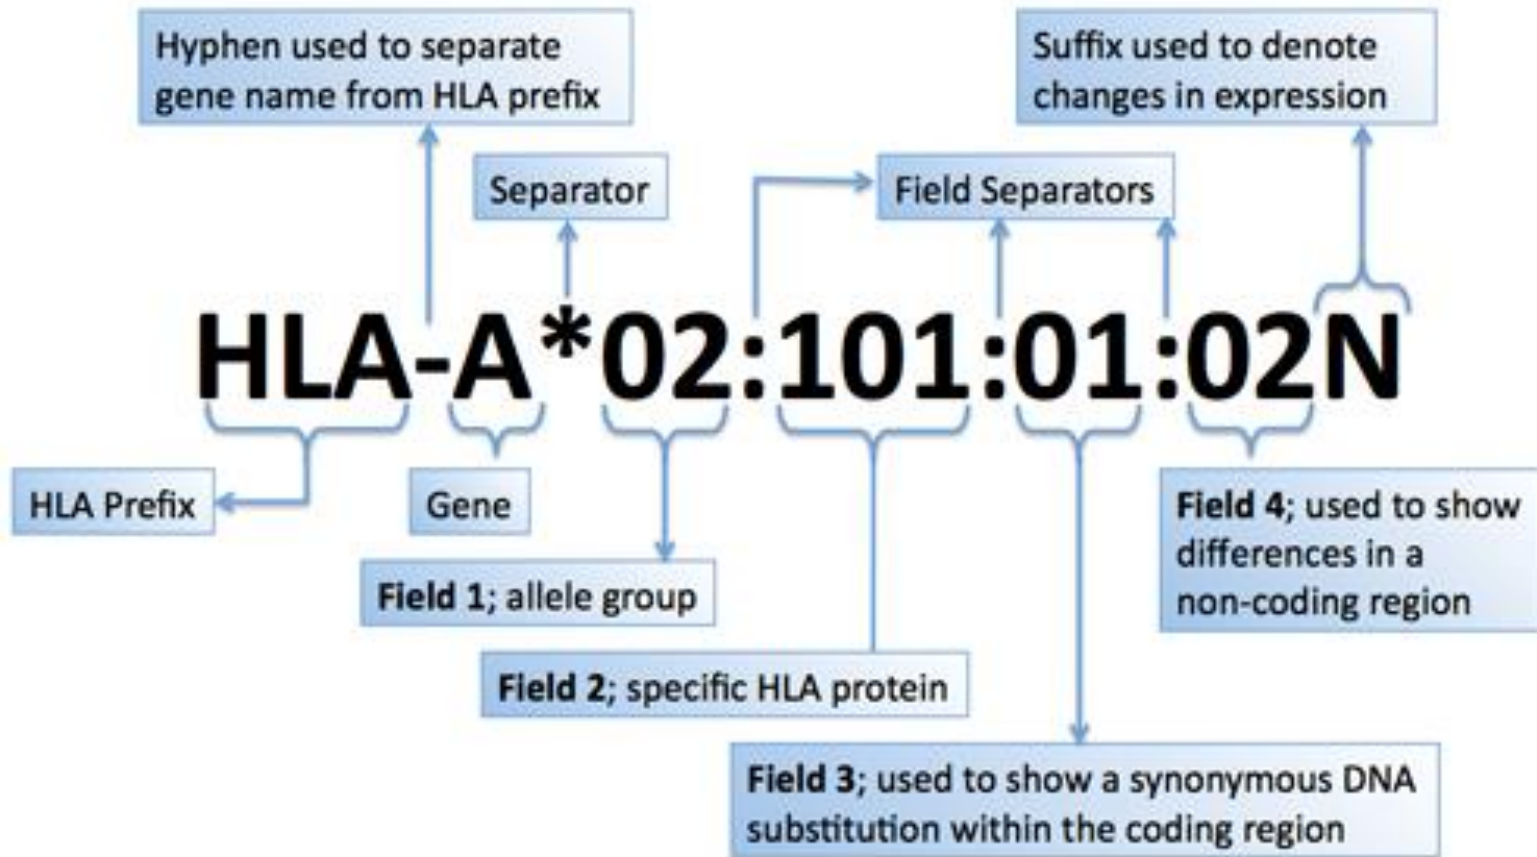 Hyphen used to separate
gene name from HLA prefix
Suffix used to denote
changes in expression
Separator
Field Separators
HLA-A*02:101:01:02N
HLA Prefix
Gene
Field 1; allele group
Field 2; specific HLA protein
Field 3; used to show a synonymous DNA
substitution within the coding region
Field 4; used to show
differences in a
non-coding region